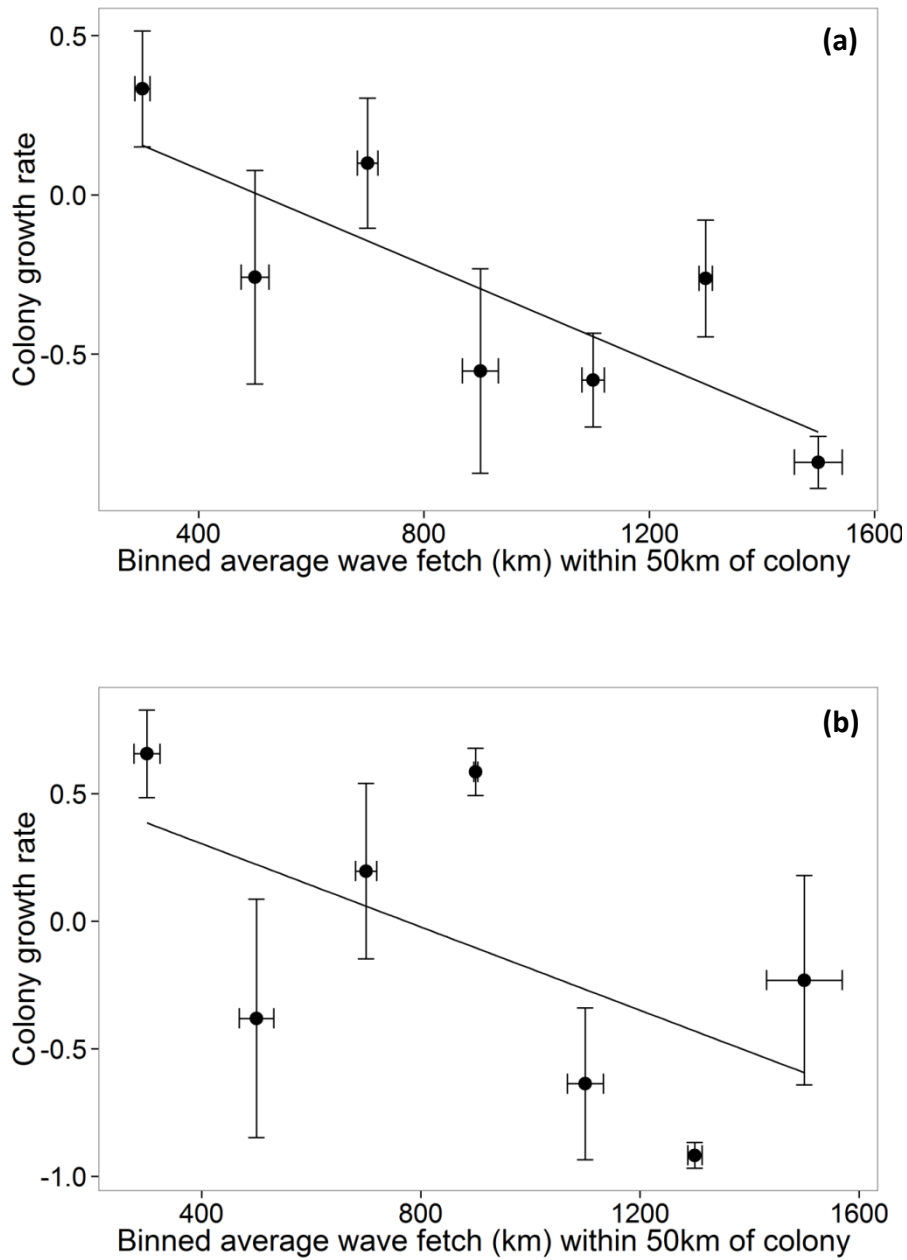 (a)
0.5
0.0
-0.5
Colony growth rate
400 800 1200 1600
Binned average wave fetch (km) within 50km of colony
(b)
0.5
0.0
-0.5
-1.0
Colony growth rate
400 800 1200 1600
Binned average wave fetch (km) within 50km of colony